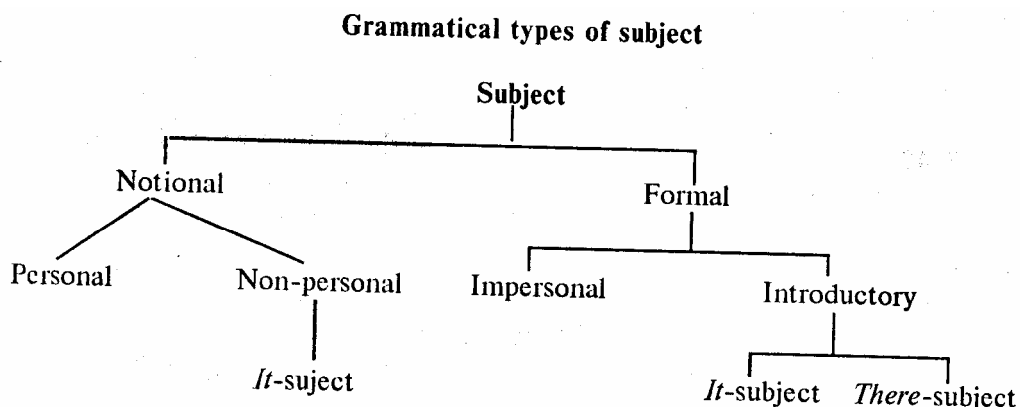 Grammatical types of subject
Subject
Notional
Formal
Personal
Non-personal
Impersonal
Introductory
It-suject
It-subject
There-subject